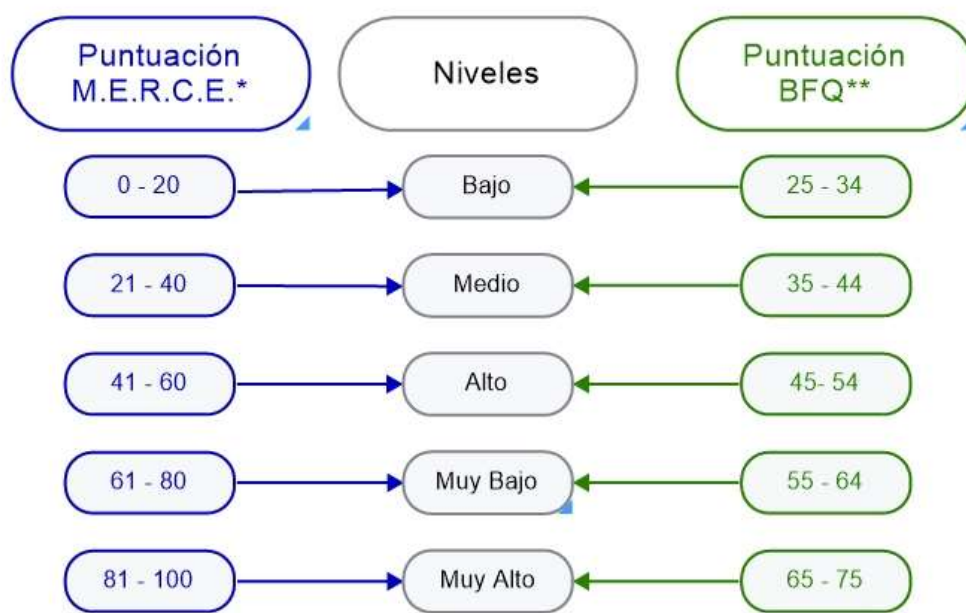 Puntuación
M.E.R.C.E.*
Niveles
Puntuación
BFQ**
0 - 20
Bajo
25 - 34
21 - 40
Medio
35 - 44
41 - 60
Alto
45- 54
61 - 80
Muy Bajo
55 - 64
81 - 100
Muy Alto
65 - 75